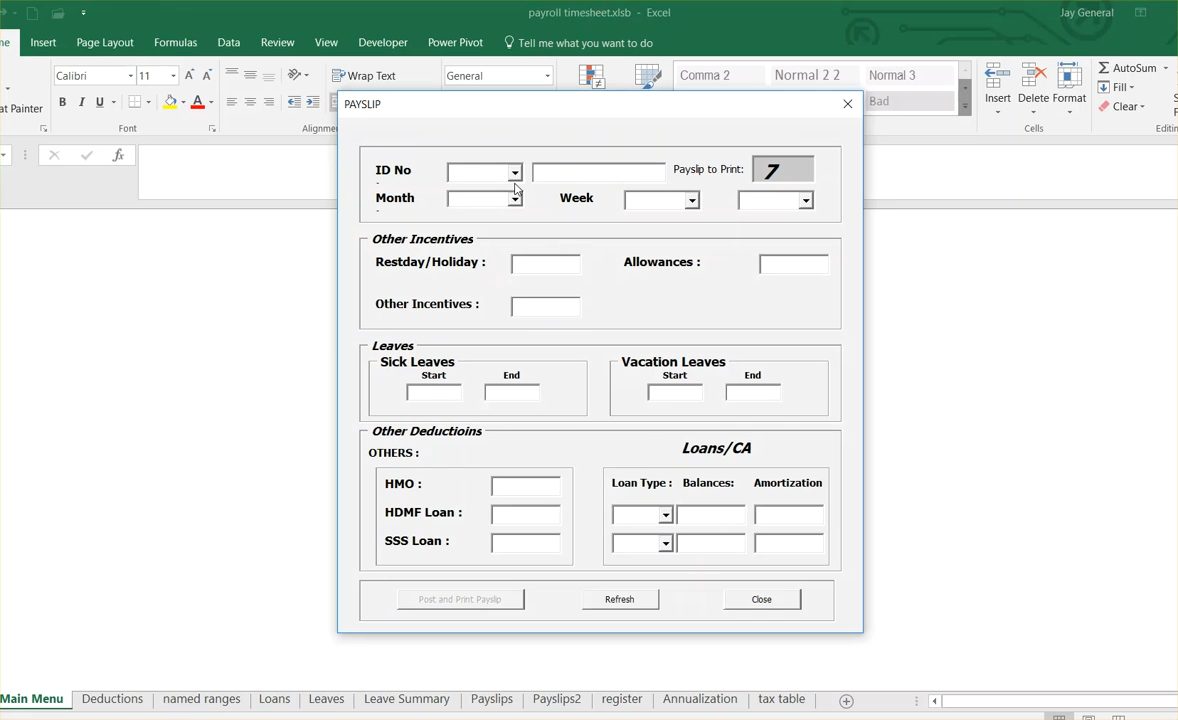 payroll timesheet.xlsb - Excel
Jay General
Insert Page Layout Formulas Data Review View Developer Power Pivot Tell me what you want to do
Calibri 11 Wrap Text General Comma 2 Normal 2 2 Normal 3 Insert Delete Format AutoSum
B I U Bad Fill
Painter Clear
Font Cells
fx
PAYSLIP
ID No Payslip to Print: 7
Month Week
Other Incentives
Restday/Holiday : Allowances :
Other Incentives :
Leaves
Sick Leaves Vacation Leaves
Start End Start End
Other Deductioins
OTHERS : Loans/CA
HMO : Loan Type : Balances: Amortization
HDMF Loan :
SSS Loan :
Post and Print Payslip Refresh Close
Main Menu Deductions named ranges Loans Leaves Leave Summary Payslips Payslips2 register Annualization tax table